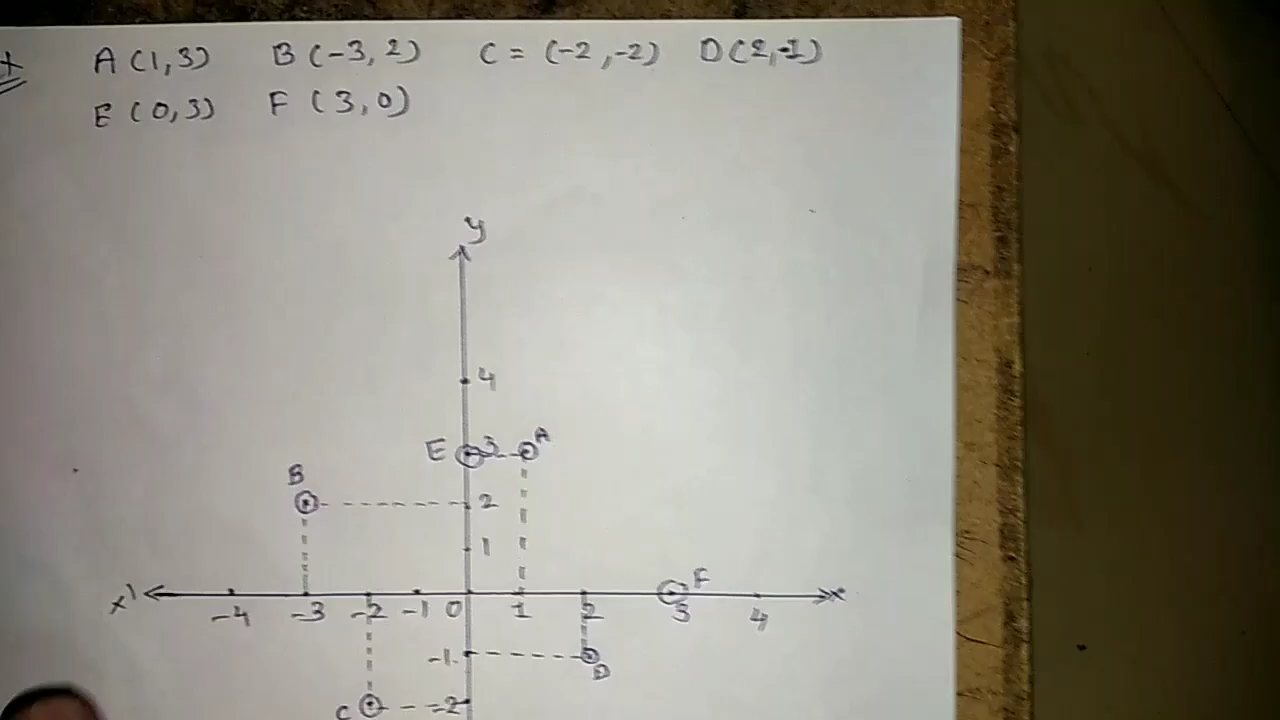 A (1,3) B (-3, 2) C = (-2 ,-2) D(2,-1)
E (0,3) F (3,0)
y
4
E 3 A
B
2
1
F
x' x
-4 -3 -2 -1 0 1 2 3 4
-1
D
C -2